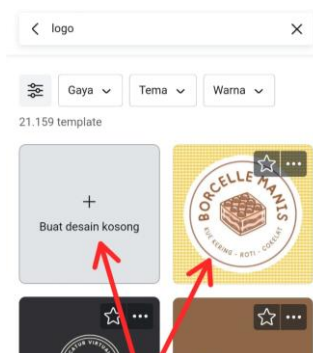 logo
Gaya
Tema
Warna
21.159 template
+
Buat desain kosong
BORCELLE MANIS
KUE KERING - ROTI - COKELAT